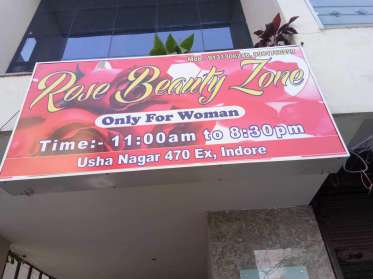 Rose Beauty Zone
Only For Woman
Time:- 11:00am to 8:30pm
Usha Nagar 470 Ex, Indore